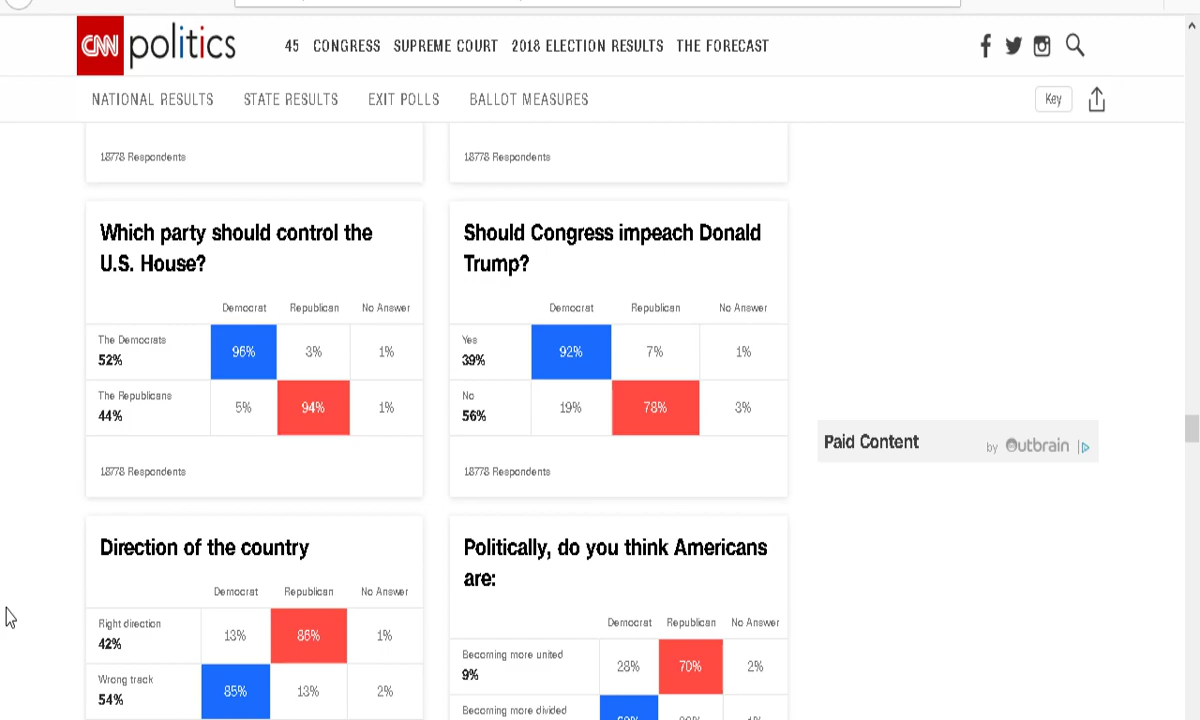 CNN politics 45 CONGRESS SUPREME COURT 2018 ELECTION RESULTS THE FORECAST
NATIONAL RESULTS STATE RESULTS EXIT POLLS BALLOT MEASURES Key
18778 Respondents
18778 Respondents
Which party should control the
U.S. House?
Democrat Republican No Answer
The Democrats
52%
96% 3% 1%
The Republicans
44%
5% 94% 1%
18778 Respondents
Should Congress impeach Donald
Trump?
Democrat Republican No Answer
Yes
39%
92% 7% 1%
No
56%
19% 78% 3%
18778 Respondents
Paid Content by Outbrain
Direction of the country
Democrat Republican No Answer
Right direction
42%
13% 86% 1%
Wrong track
54%
85% 13% 2%
Politically, do you think Americans
are:
Democrat Republican No Answer
Becoming more united
9%
28% 70% 2%
Becoming more divided